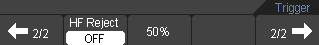 Trigger
2/2
HF Reject
OFF
50%
2/2